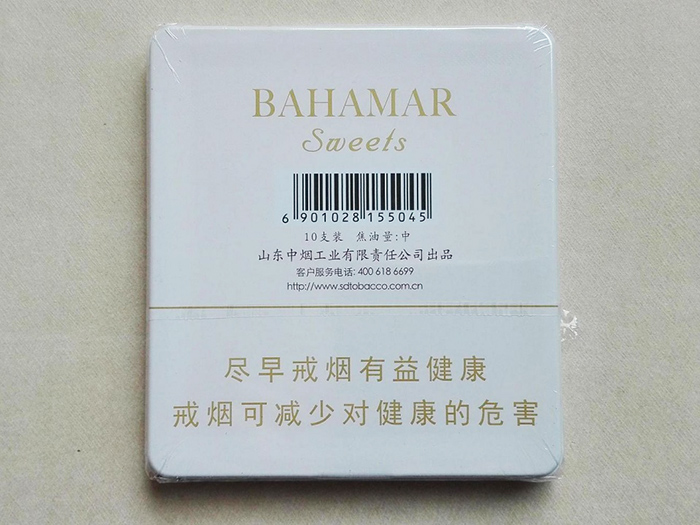 BAHAMAR
Sweets
6 901028 155045
10支装 焦油量:中
山东中烟工业有限责任公司出品
客户服务电话: 400 618 6699
http://www.sdtobacco.com.cn
尽早戒烟有益健康
戒烟可减少对健康的危害